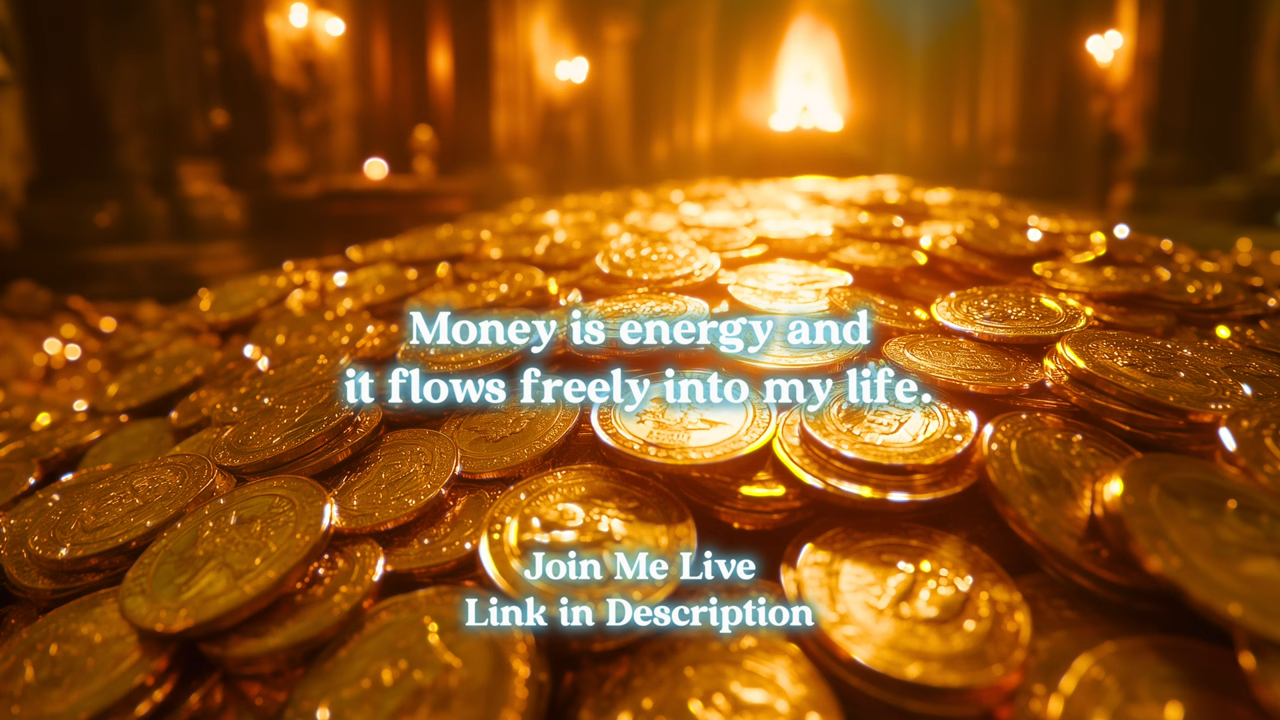 Money is energy and
it flows freely into my life.
Join Me Live
Link in Description